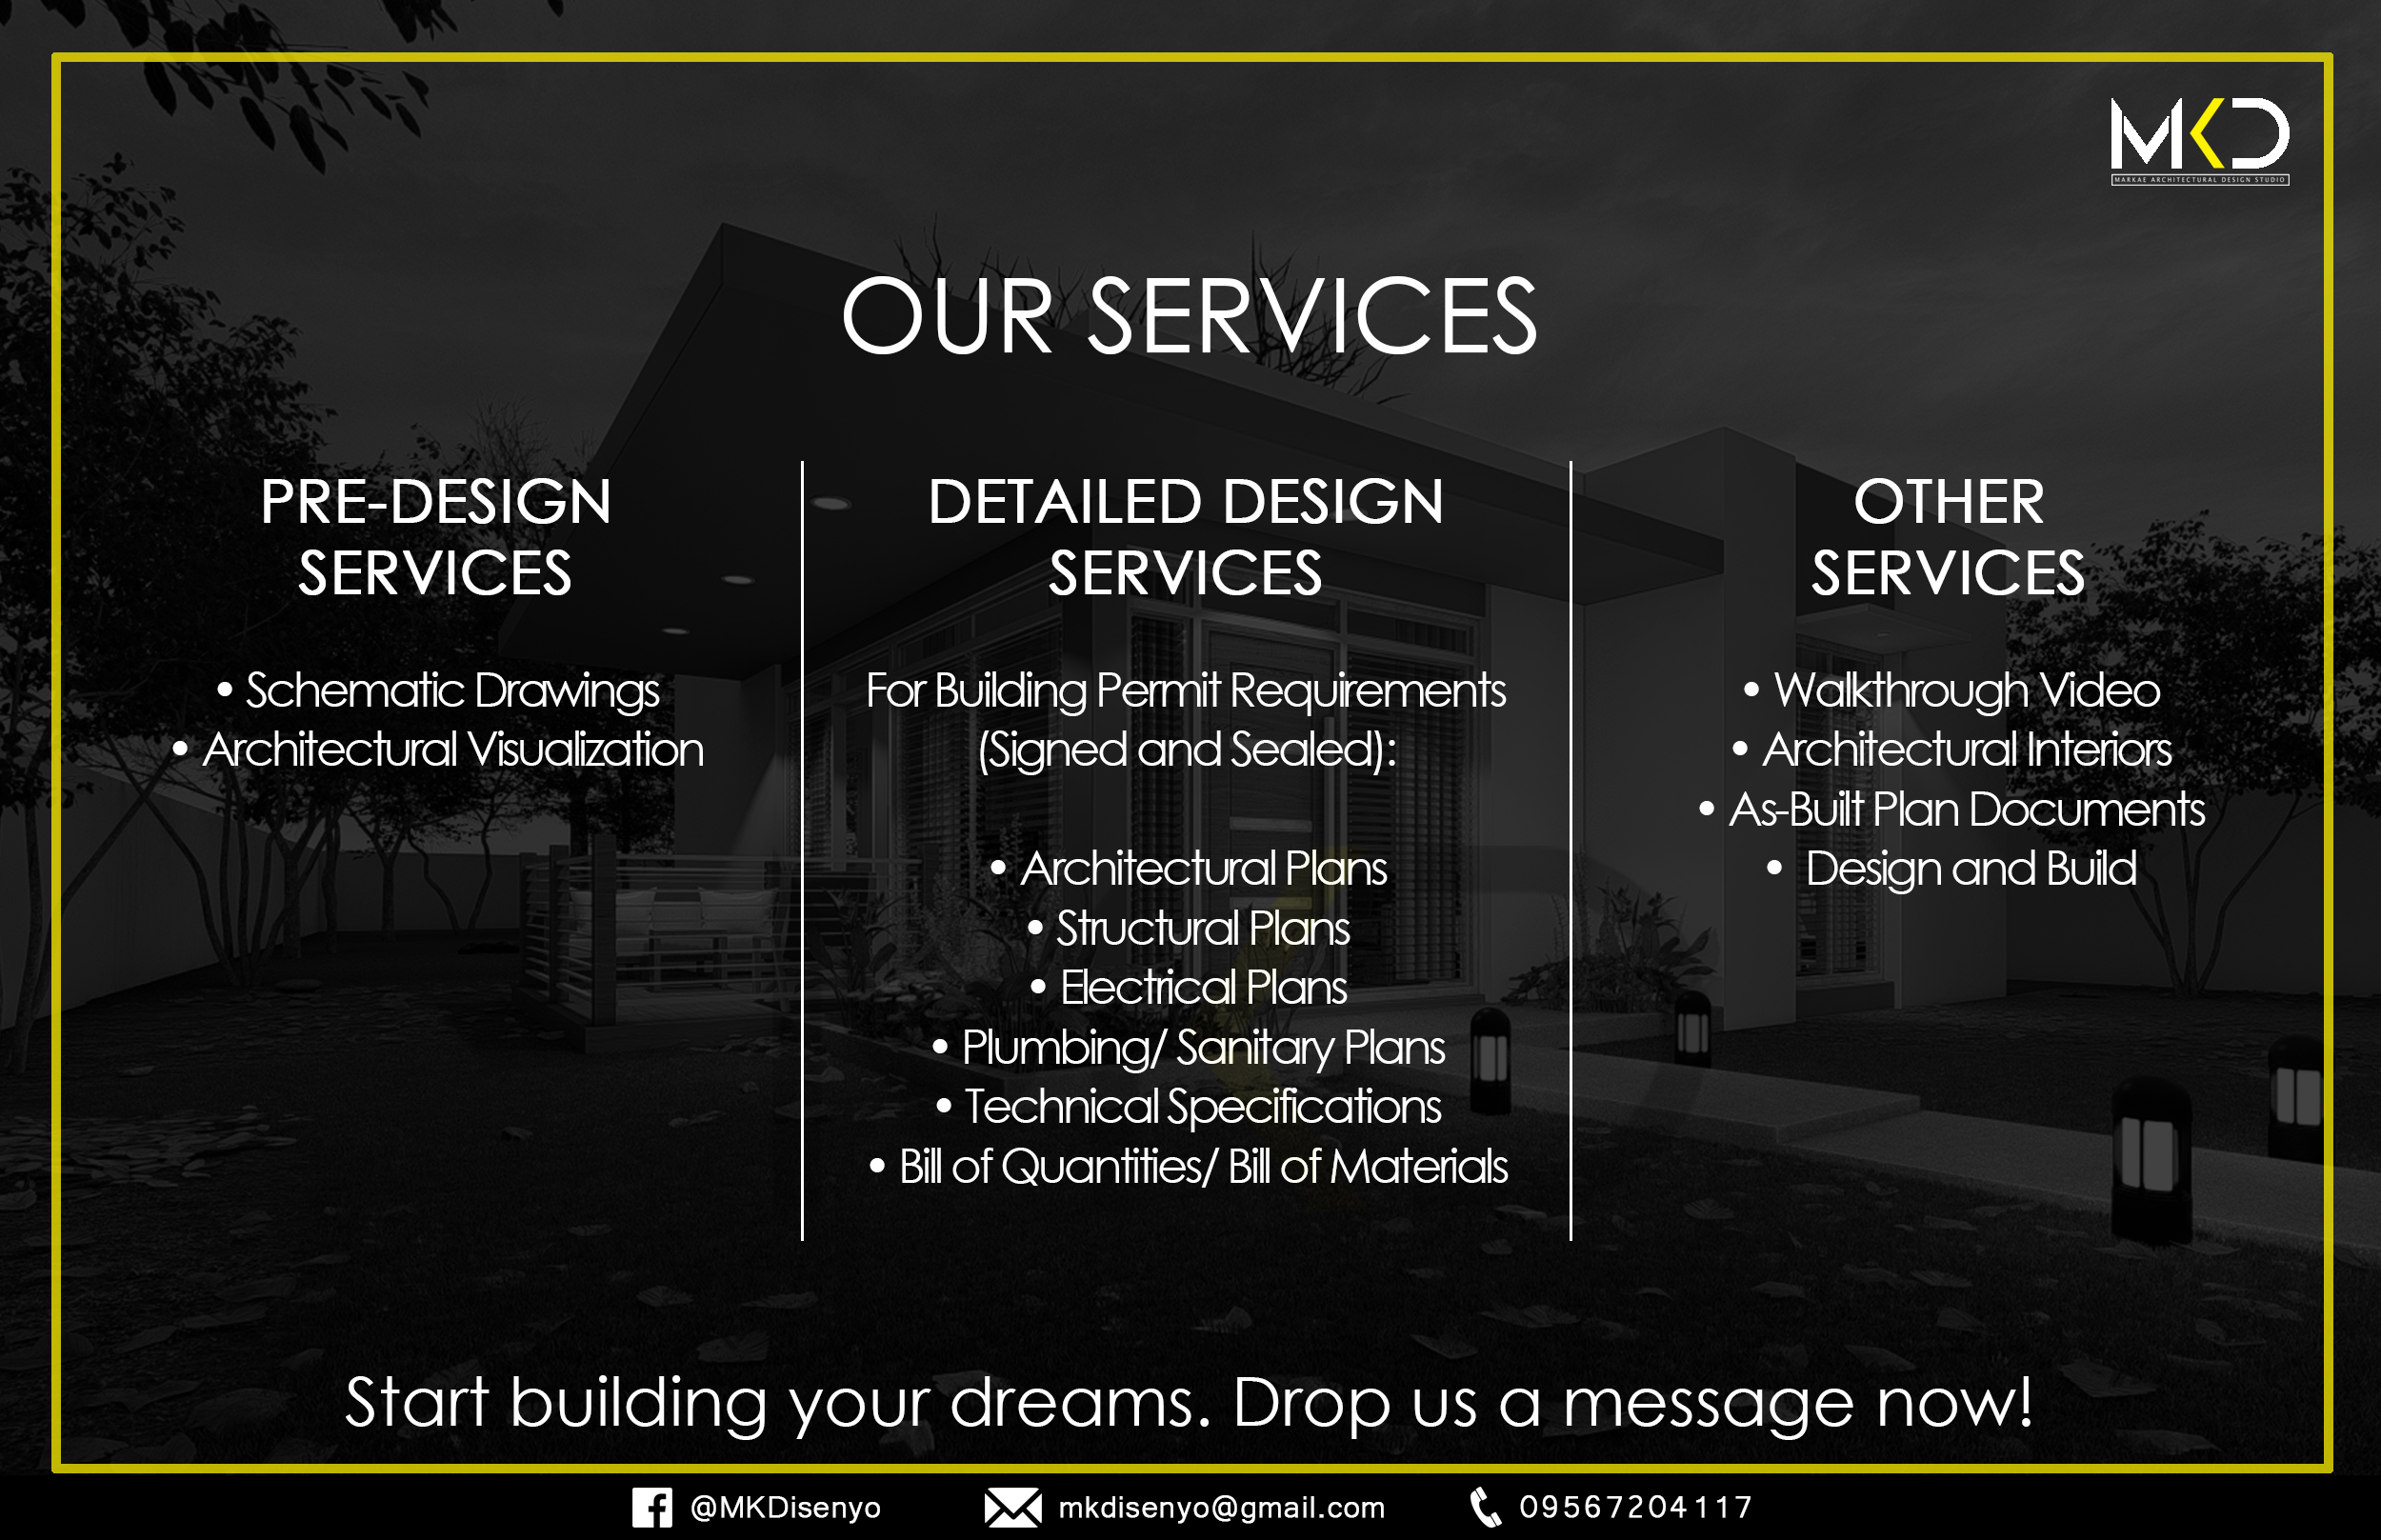 MKD
MARKAE ARCHITECTURAL DESIGN STUDIO
OUR SERVICES
PRE-DESIGN
SERVICES
• Schematic Drawings
• Architectural Visualization
DETAILED DESIGN
SERVICES
For Building Permit Requirements
(Signed and Sealed):
• Architectural Plans
• Structural Plans
• Electrical Plans
• Plumbing/ Sanitary Plans
• Technical Specifications
• Bill of Quantities/ Bill of Materials
OTHER
SERVICES
• Walkthrough Video
• Architectural Interiors
• As-Built Plan Documents
• Design and Build
Start building your dreams. Drop us a message now!
@MKDisenyo
mkdisenyo@gmail.com
09567204117